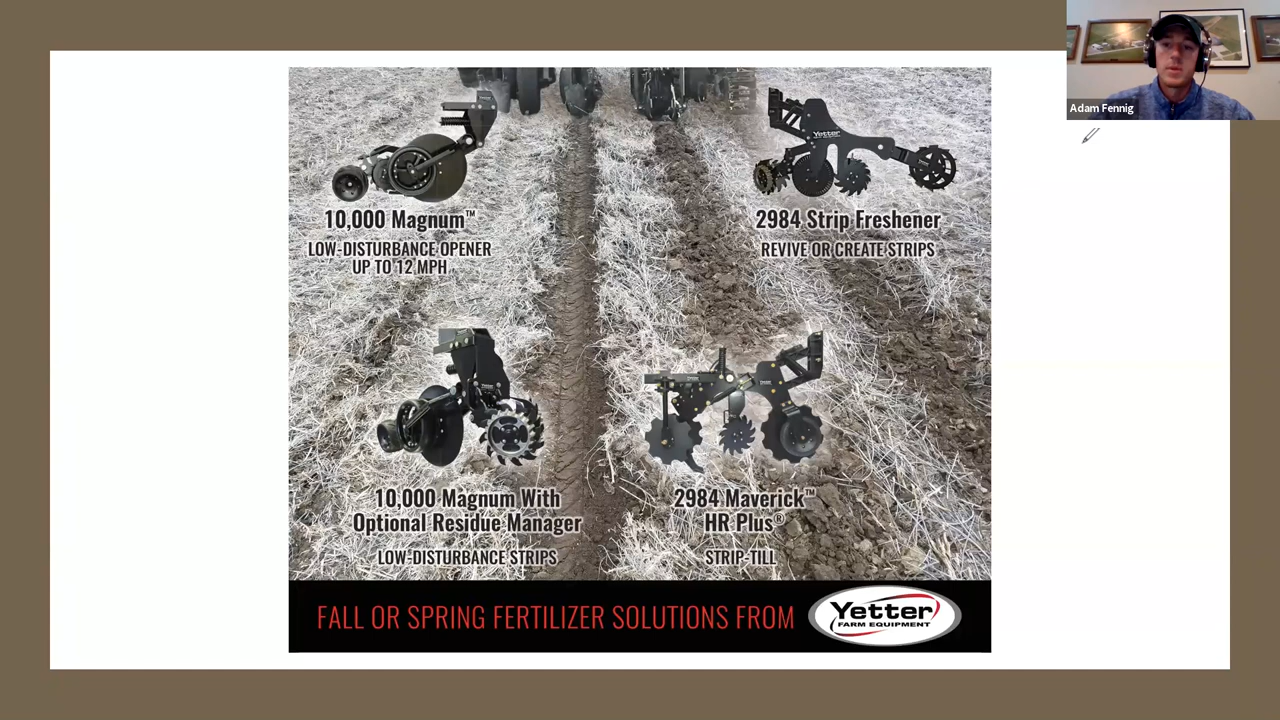 Adam Fennig
Yetter
10,000 Magnum™
LOW-DISTURBANCE OPENER
UP TO 12 MPH
2984 Strip Freshener
REVIVE OR CREATE STRIPS
10,000 Magnum With
Optional Residue Manager
LOW-DISTURBANCE STRIPS
2984 Maverick™
HR Plus®
STRIP-TILL
FALL OR SPRING FERTILIZER SOLUTIONS FROM
Yetter
FARM EQUIPMENT